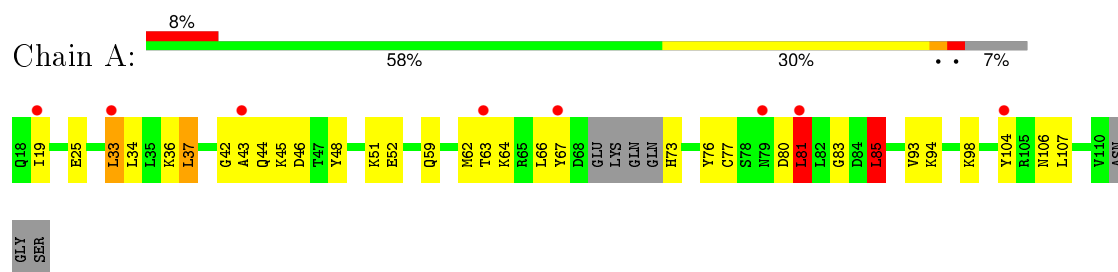 8%
Chain A:
58% 30% • • 7%
Q18 I19 E25 L33 L34 L35 K36 L37 G42 A43 Q44 K45 D46 T47 Y48 K51 E52 Q59 M62 T63 K64 R65 L66 Y67 D68 GLU LYS GLN GLN H73 Y76 G77 S78 N79 D80 L81 L82 G83 D84 L85 V93 K94 K98 Y104 R105 N106 L107 V110 ASN
GLY SER